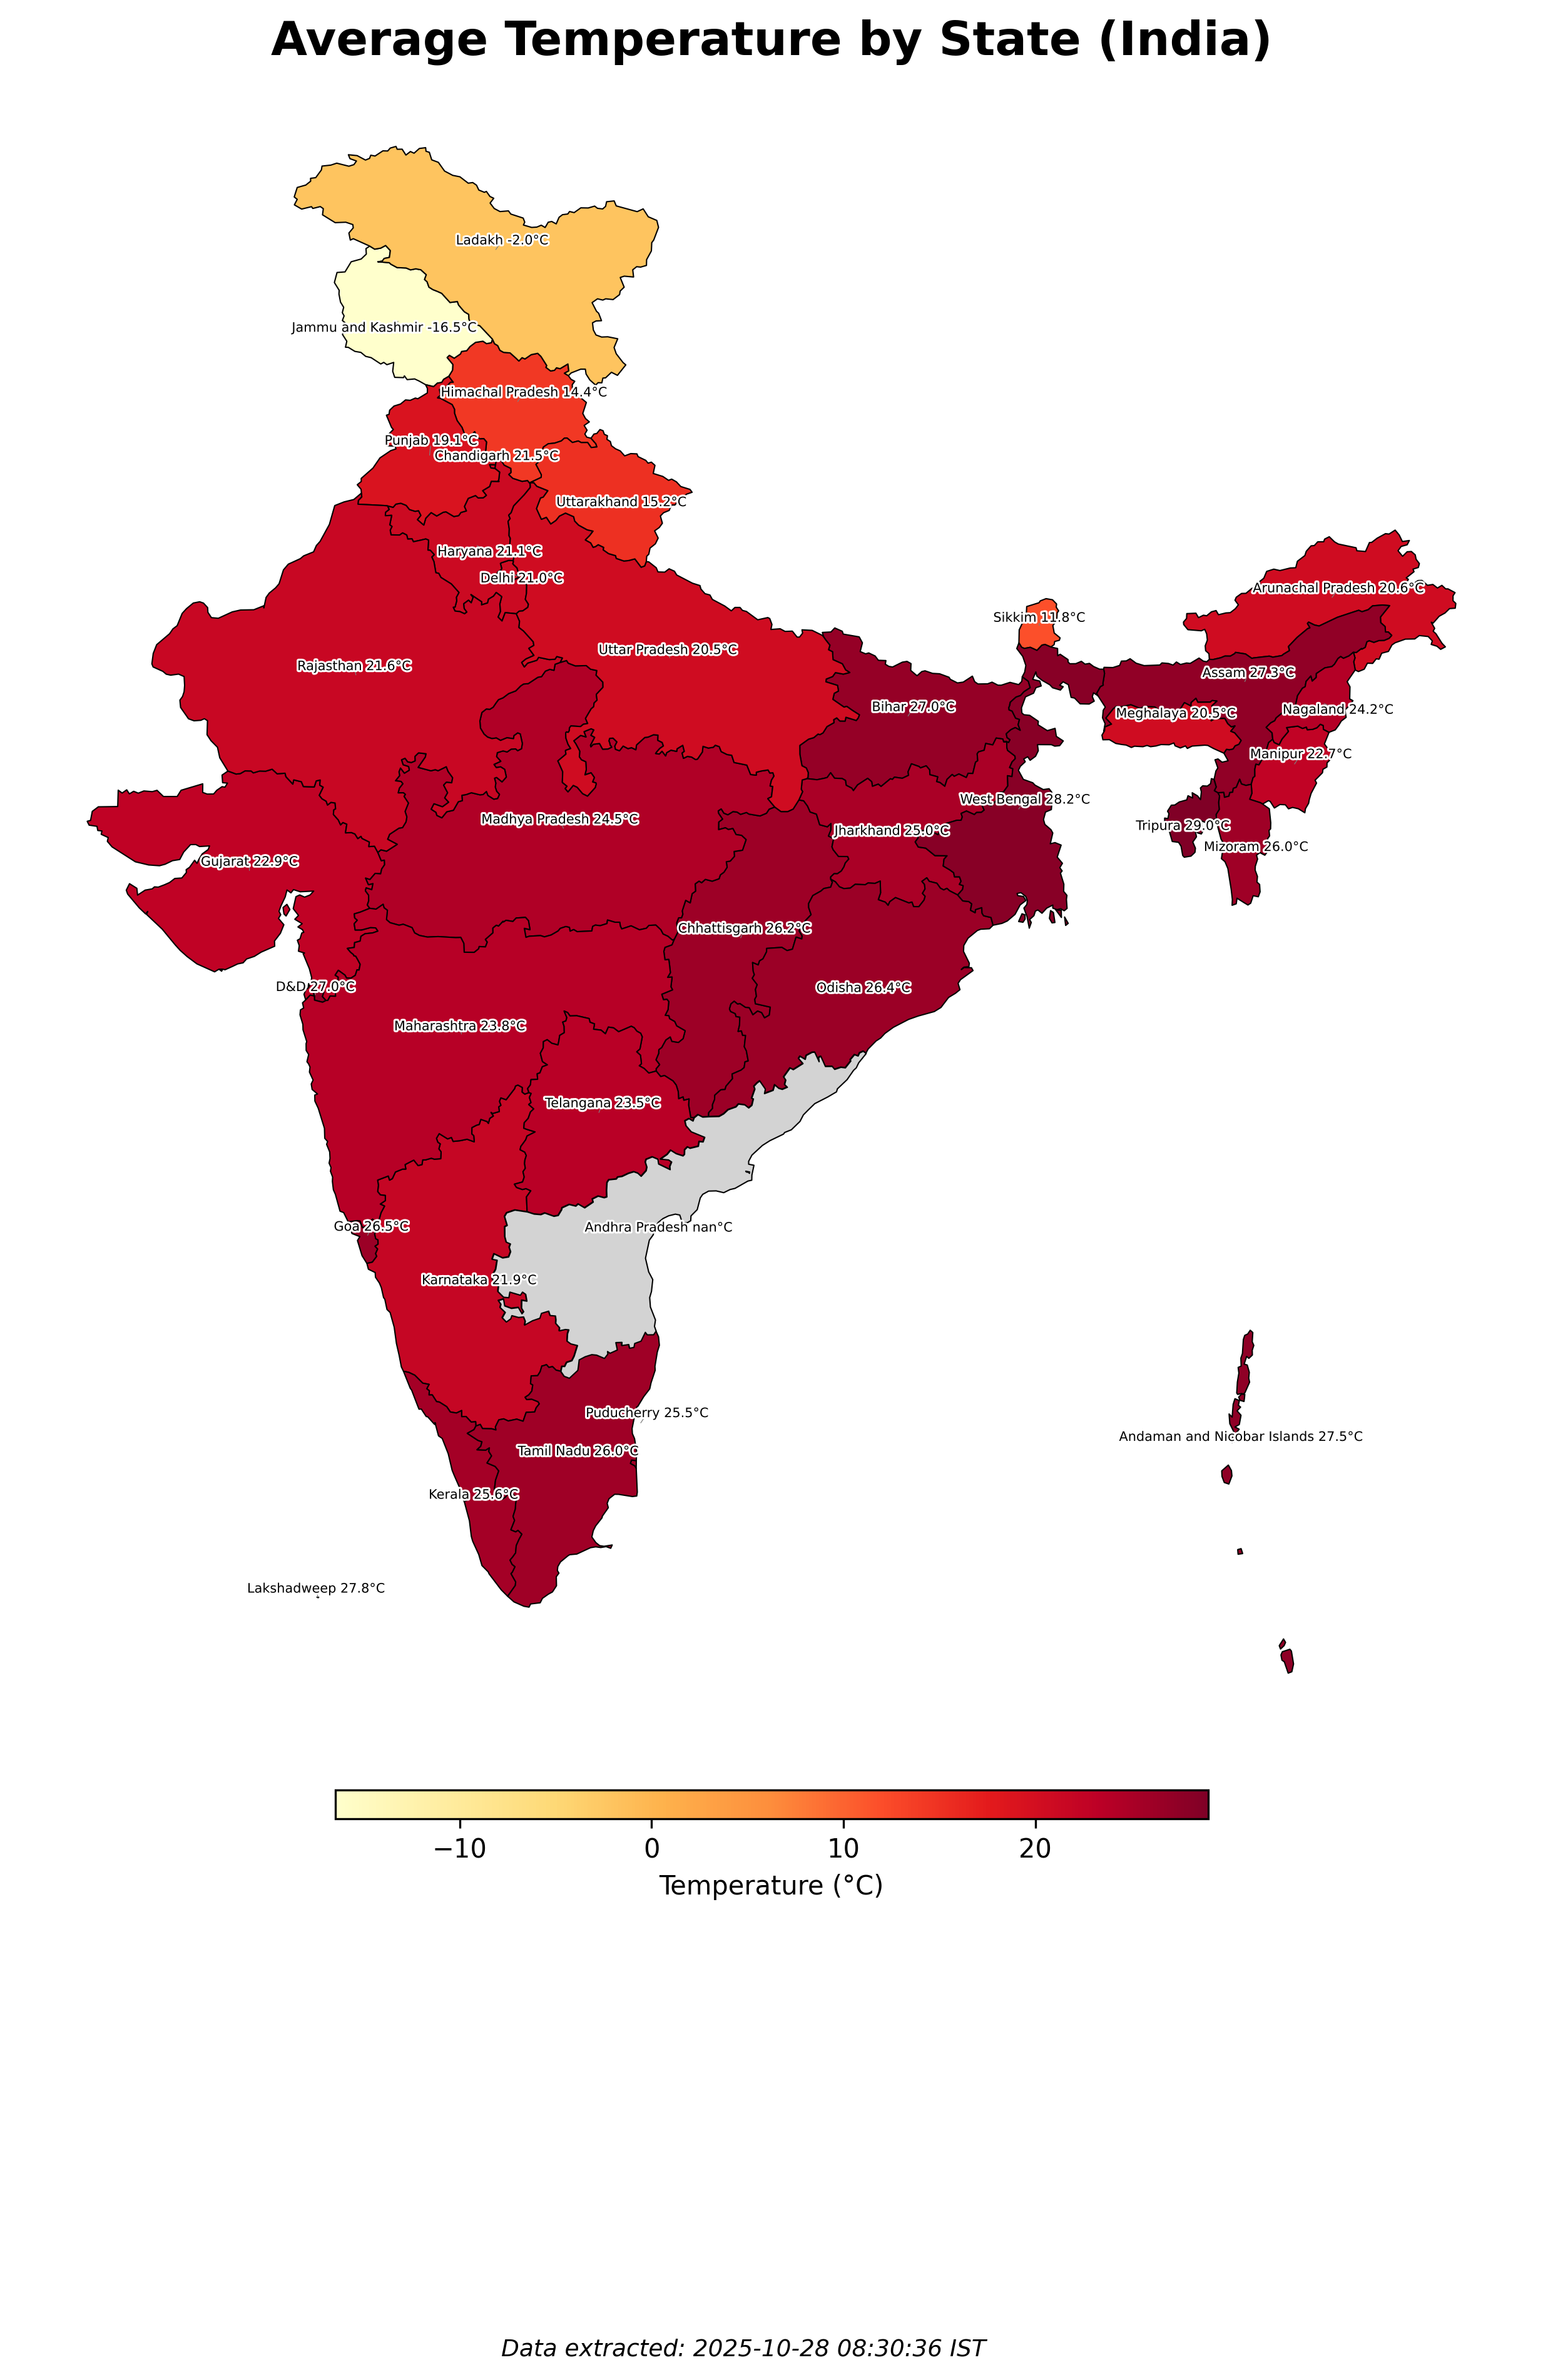 Average Temperature by State (India)
Ladakh -2.0°C
Jammu and Kashmir -16.5°C
Himachal Pradesh 14.4°C
Punjab 19.1°C
Chandigarh 21.5°C
Uttarakhand 15.2°C
Haryana 21.1°C
Delhi 21.0°C
Arunachal Pradesh 20.6°C
Sikkim 11.8°C
Uttar Pradesh 20.5°C
Rajasthan 21.6°C
Assam 27.3°C
Bihar 27.0°C
Nagaland 24.2°C
Meghalaya 20.5°C
Manipur 22.7°C
West Bengal 28.2°C
Madhya Pradesh 24.5°C
Tripura 29.0°C
Jharkhand 25.0°C
Mizoram 26.0°C
Gujarat 22.9°C
Chhattisgarh 26.2°C
D&D 27.0°C
Odisha 26.4°C
Maharashtra 23.8°C
Telangana 23.5°C
Goa 26.5°C
Andhra Pradesh nan°C
Karnataka 21.9°C
Puducherry 25.5°C
Andaman and Nicobar Islands 27.5°C
Tamil Nadu 26.0°C
Kerala 25.6°C
Lakshadweep 27.8°C
−10 0 10 20
Temperature (°C)
Data extracted: 2025-10-28 08:30:36 IST